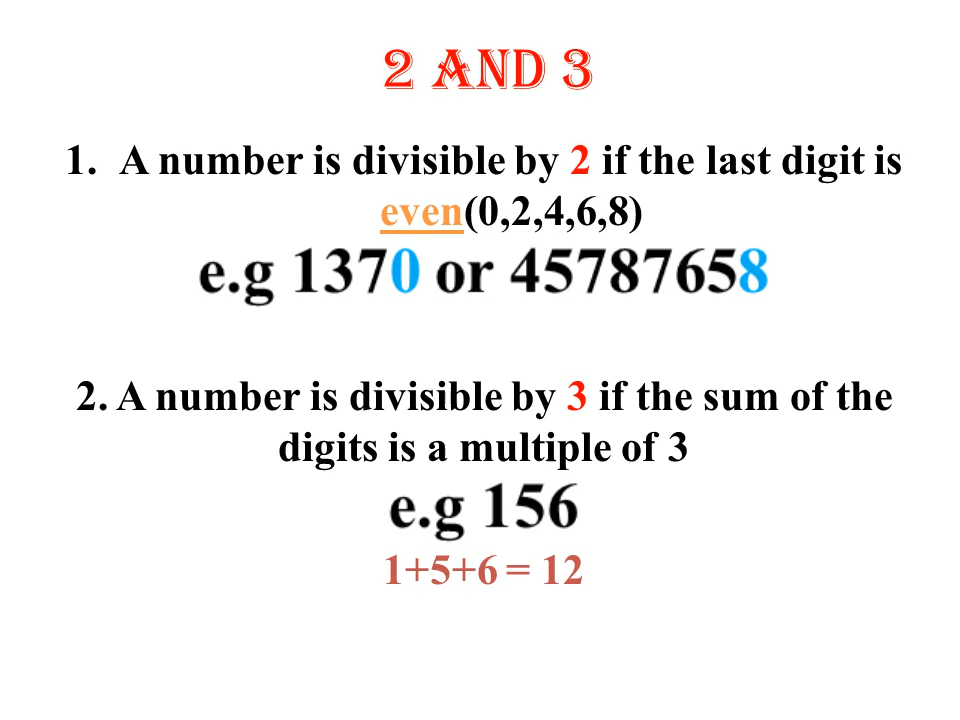 2 AND 3
1. A number is divisible by 2 if the last digit is
even(0,2,4,6,8)
e.g 1370 or 45787658
2. A number is divisible by 3 if the sum of the
digits is a multiple of 3
e.g 156
1+5+6 = 12